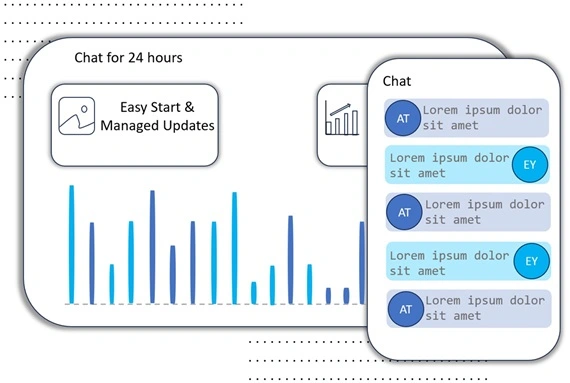 Chat for 24 hours
Easy Start &
Managed Updates
Chat
AT
Lorem ipsum dolor
sit amet
Lorem ipsum dolor
sit amet
EY
AT
Lorem ipsum dolor
sit amet
Lorem ipsum dolor
sit amet
EY
AT
Lorem ipsum dolor
sit amet